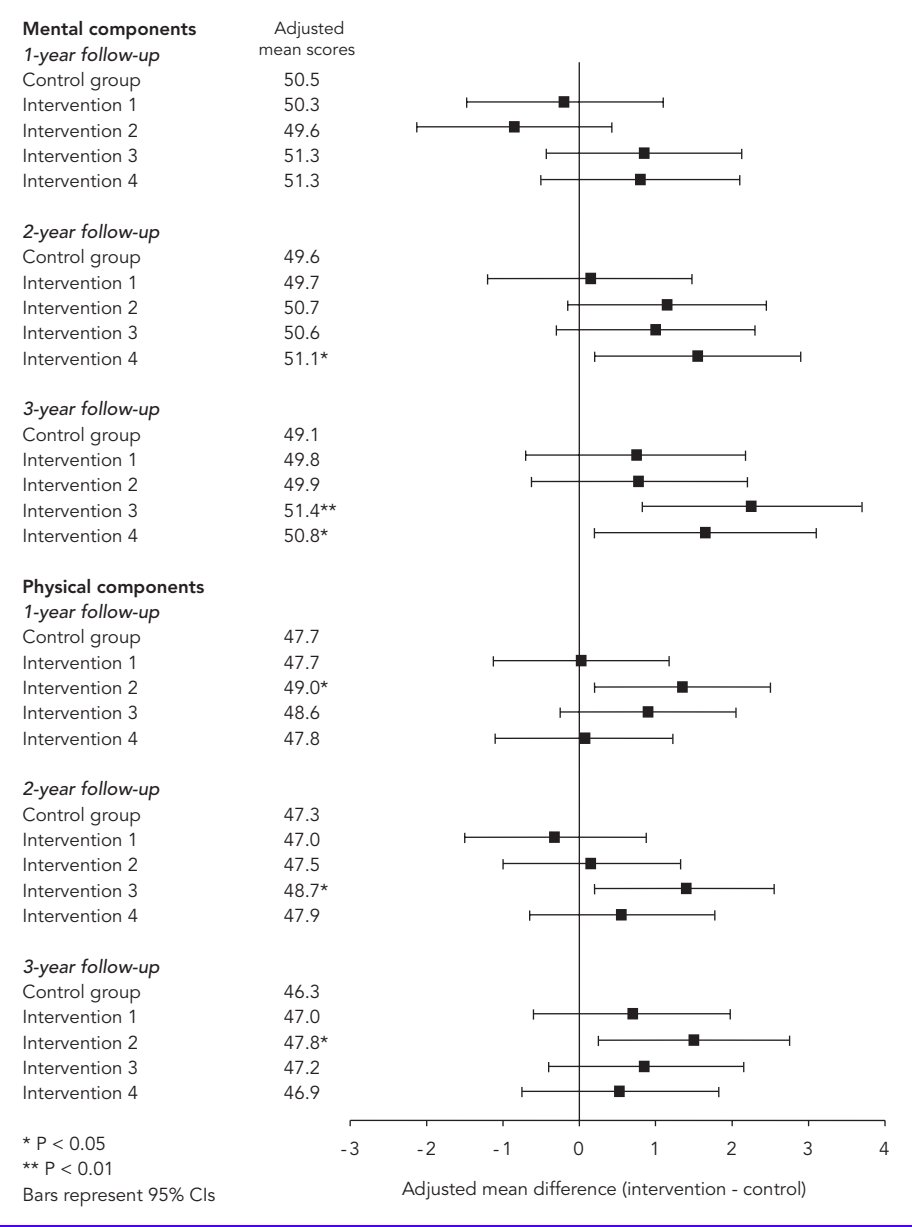 Mental components Adjusted
1-year follow-up mean scores
Control group 50.5
Intervention 1 50.3
Intervention 2 49.6
Intervention 3 51.3
Intervention 4 51.3
2-year follow-up
Control group 49.6
Intervention 1 49.7
Intervention 2 50.7
Intervention 3 50.6
Intervention 4 51.1*
3-year follow-up
Control group 49.1
Intervention 1 49.8
Intervention 2 49.9
Intervention 3 51.4**
Intervention 4 50.8*
Physical components
1-year follow-up
Control group 47.7
Intervention 1 47.7
Intervention 2 49.0*
Intervention 3 48.6
Intervention 4 47.8
2-year follow-up
Control group 47.3
Intervention 1 47.0
Intervention 2 47.5
Intervention 3 48.7*
Intervention 4 47.9
3-year follow-up
Control group 46.3
Intervention 1 47.0
Intervention 2 47.8*
Intervention 3 47.2
Intervention 4 46.9
-3 -2 -1 0 1 2 3 4
Adjusted mean difference (intervention - control)
* P < 0.05
** P < 0.01
Bars represent 95% CIs